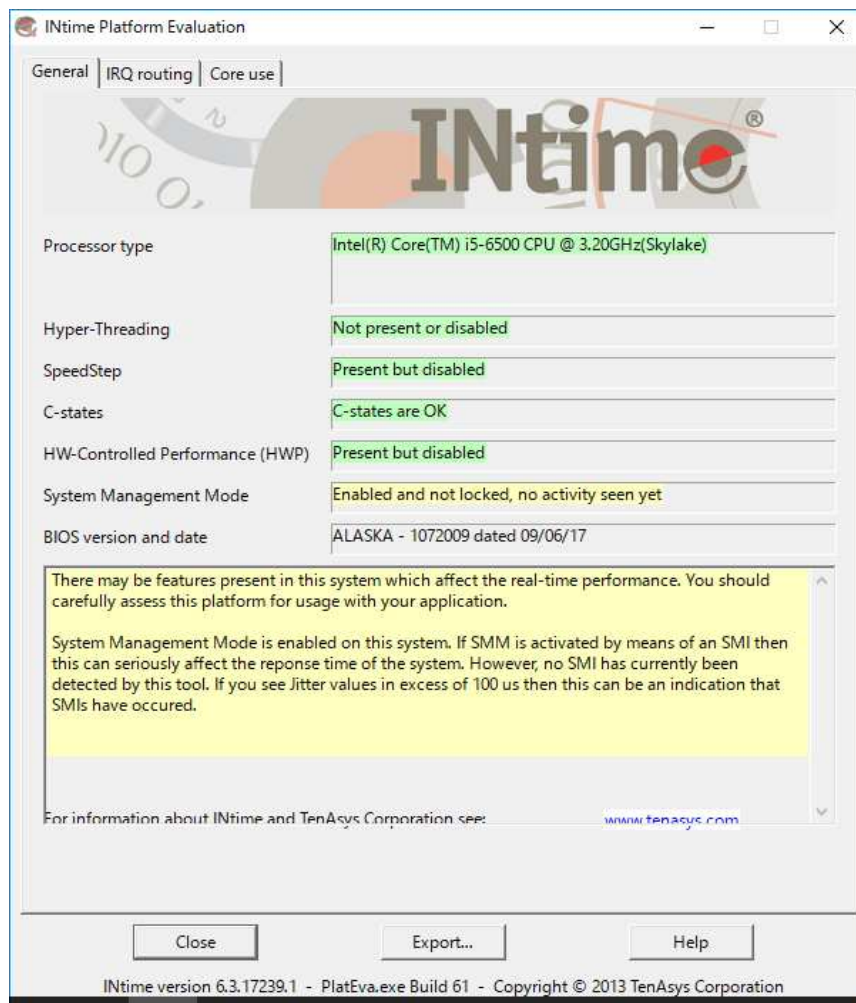 INtime Platform Evaluation
General IRQ routing Core use
INtime®
Processor type Intel(R) Core(TM) i5-6500 CPU @ 3.20GHz(Skylake)
Hyper-Threading Not present or disabled
SpeedStep Present but disabled
C-states C-states are OK
HW-Controlled Performance (HWP) Present but disabled
System Management Mode Enabled and not locked, no activity seen yet
BIOS version and date ALASKA - 1072009 dated 09/06/17
There may be features present in this system which affect the real-time performance. You should
carefully assess this platform for usage with your application.
System Management Mode is enabled on this system. If SMM is activated by means of an SMI then
this can seriously affect the reponse time of the system. However, no SMI has currently been
detected by this tool. If you see Jitter values in excess of 100 us then this can be an indication that
SMIs have occured.
For information about INtime and TenAsys Corporation see: www.tenasys.com
Close Export... Help
INtime version 6.3.17239.1 - PlatEva.exe Build 61 - Copyright © 2013 TenAsys Corporation